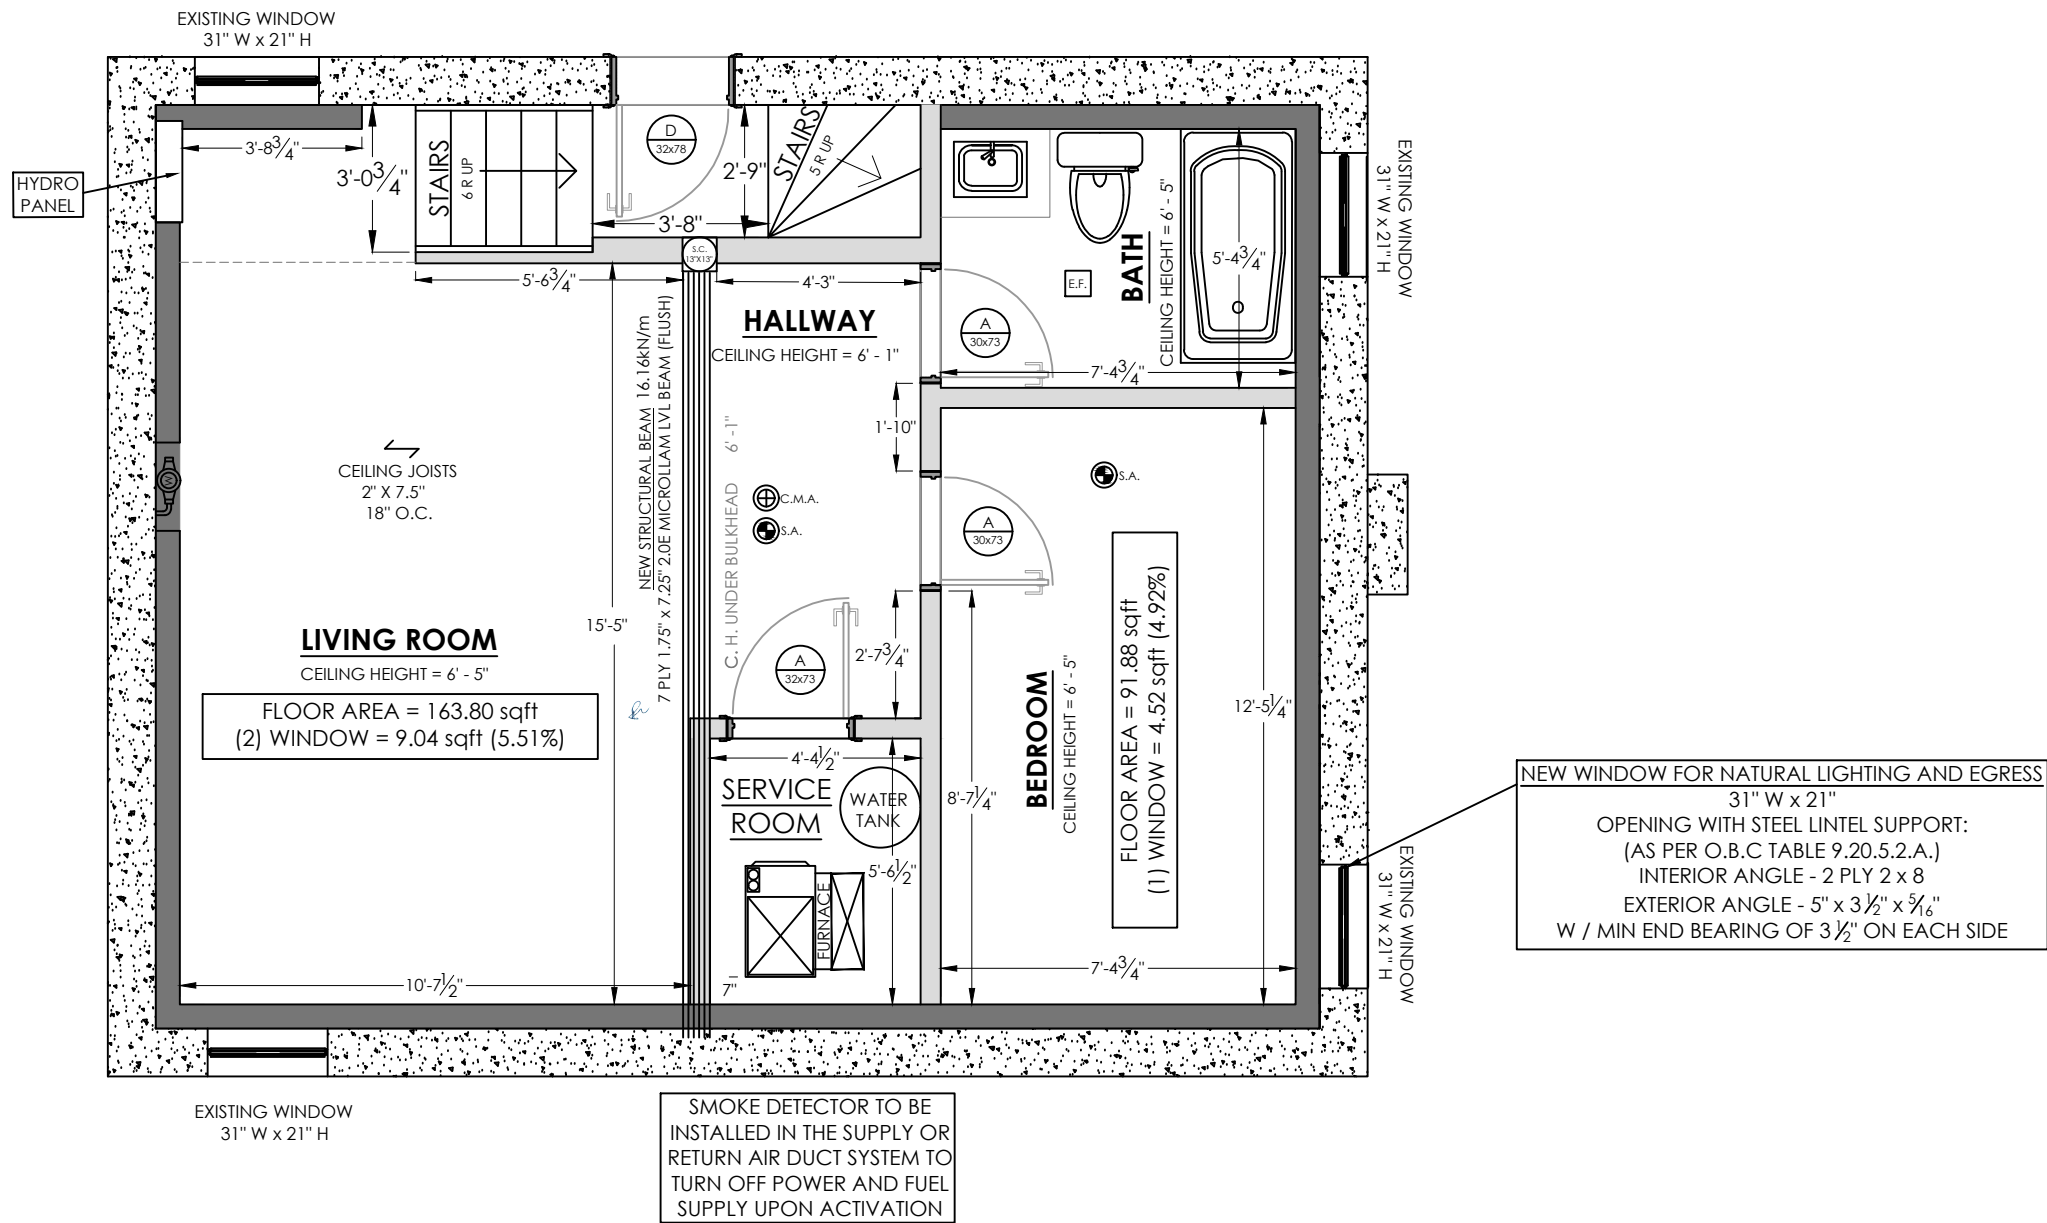 EXISTING WINDOW
31" W x 21" H
HYDRO
PANEL
3'-8¾"
3'-0¾"
STAIRS
6 R UP
D
32x78
2'-9"
3'-8"
STAIRS
5 R UP
EXISTING WINDOW
31" W x 21" H
S.C.
13"X13"
5'-6¾"
4'-3"
HALLWAY
CEILING HEIGHT = 6' - 1"
E.F.
BATH
CEILING HEIGHT = 6' - 5"
5'-4¾"
A
30x73
7'-4¾"
1'-10"
CEILING JOISTS
2" X 7.5"
18" O.C.
W
NEW STRUCTURAL BEAM 16.16kN/m
7 PLY 1.75" x 7.25" 2.0E MICROLLAM LVL BEAM (FLUSH)
C. H. UNDER BULKHEAD 6' -1"
C.M.A.
S.A.
S.A.
A
30x73
15'-5"
LIVING ROOM
CEILING HEIGHT = 6' - 5"
FLOOR AREA = 163.80 sqft
(2) WINDOW = 9.04 sqft (5.51%)
A
32x73
2'-7¾"
BEDROOM
CEILING HEIGHT = 6' - 5"
FLOOR AREA = 91.88 sqft
(1) WINDOW = 4.52 sqft (4.92%)
12'-5¼"
4'-4½"
SERVICE
ROOM
WATER
TANK
8'-7¼"
5'-6½"
FURNACE
10'-7½"
7"
7'-4¾"
EXISTING WINDOW
31" W x 21" H
NEW WINDOW FOR NATURAL LIGHTING AND EGRESS
31" W x 21"
OPENING WITH STEEL LINTEL SUPPORT:
(AS PER O.B.C TABLE 9.20.5.2.A.)
INTERIOR ANGLE - 2 PLY 2 x 8
EXTERIOR ANGLE - 5" x 3½" x 5⁄16"
W / MIN END BEARING OF 3½" ON EACH SIDE
EXISTING WINDOW
31" W x 21" H
SMOKE DETECTOR TO BE
INSTALLED IN THE SUPPLY OR
RETURN AIR DUCT SYSTEM TO
TURN OFF POWER AND FUEL
SUPPLY UPON ACTIVATION